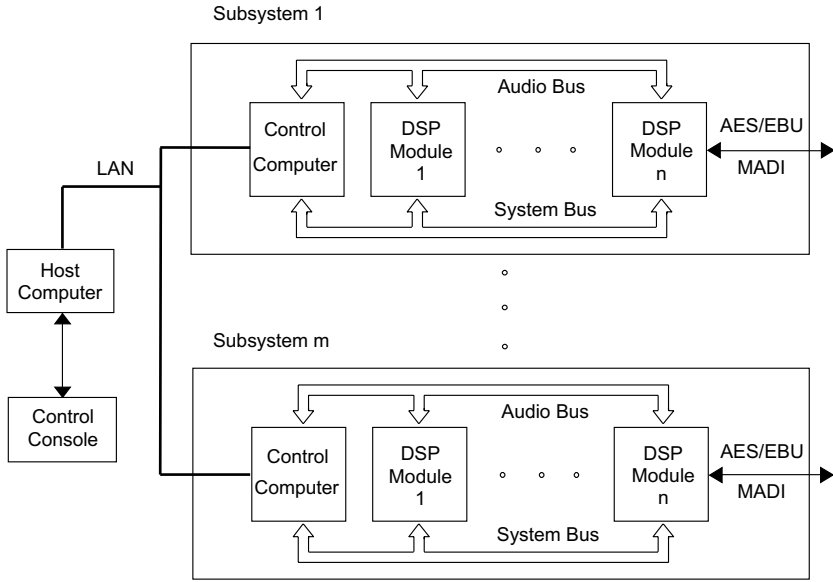 Subsystem 1
Audio Bus
Control
Computer
DSP
Module
1
DSP
Module
n
AES/EBU
MADI
System Bus
LAN
Host
Computer
Control
Console
Subsystem m
Audio Bus
Control
Computer
DSP
Module
1
DSP
Module
n
AES/EBU
MADI
System Bus